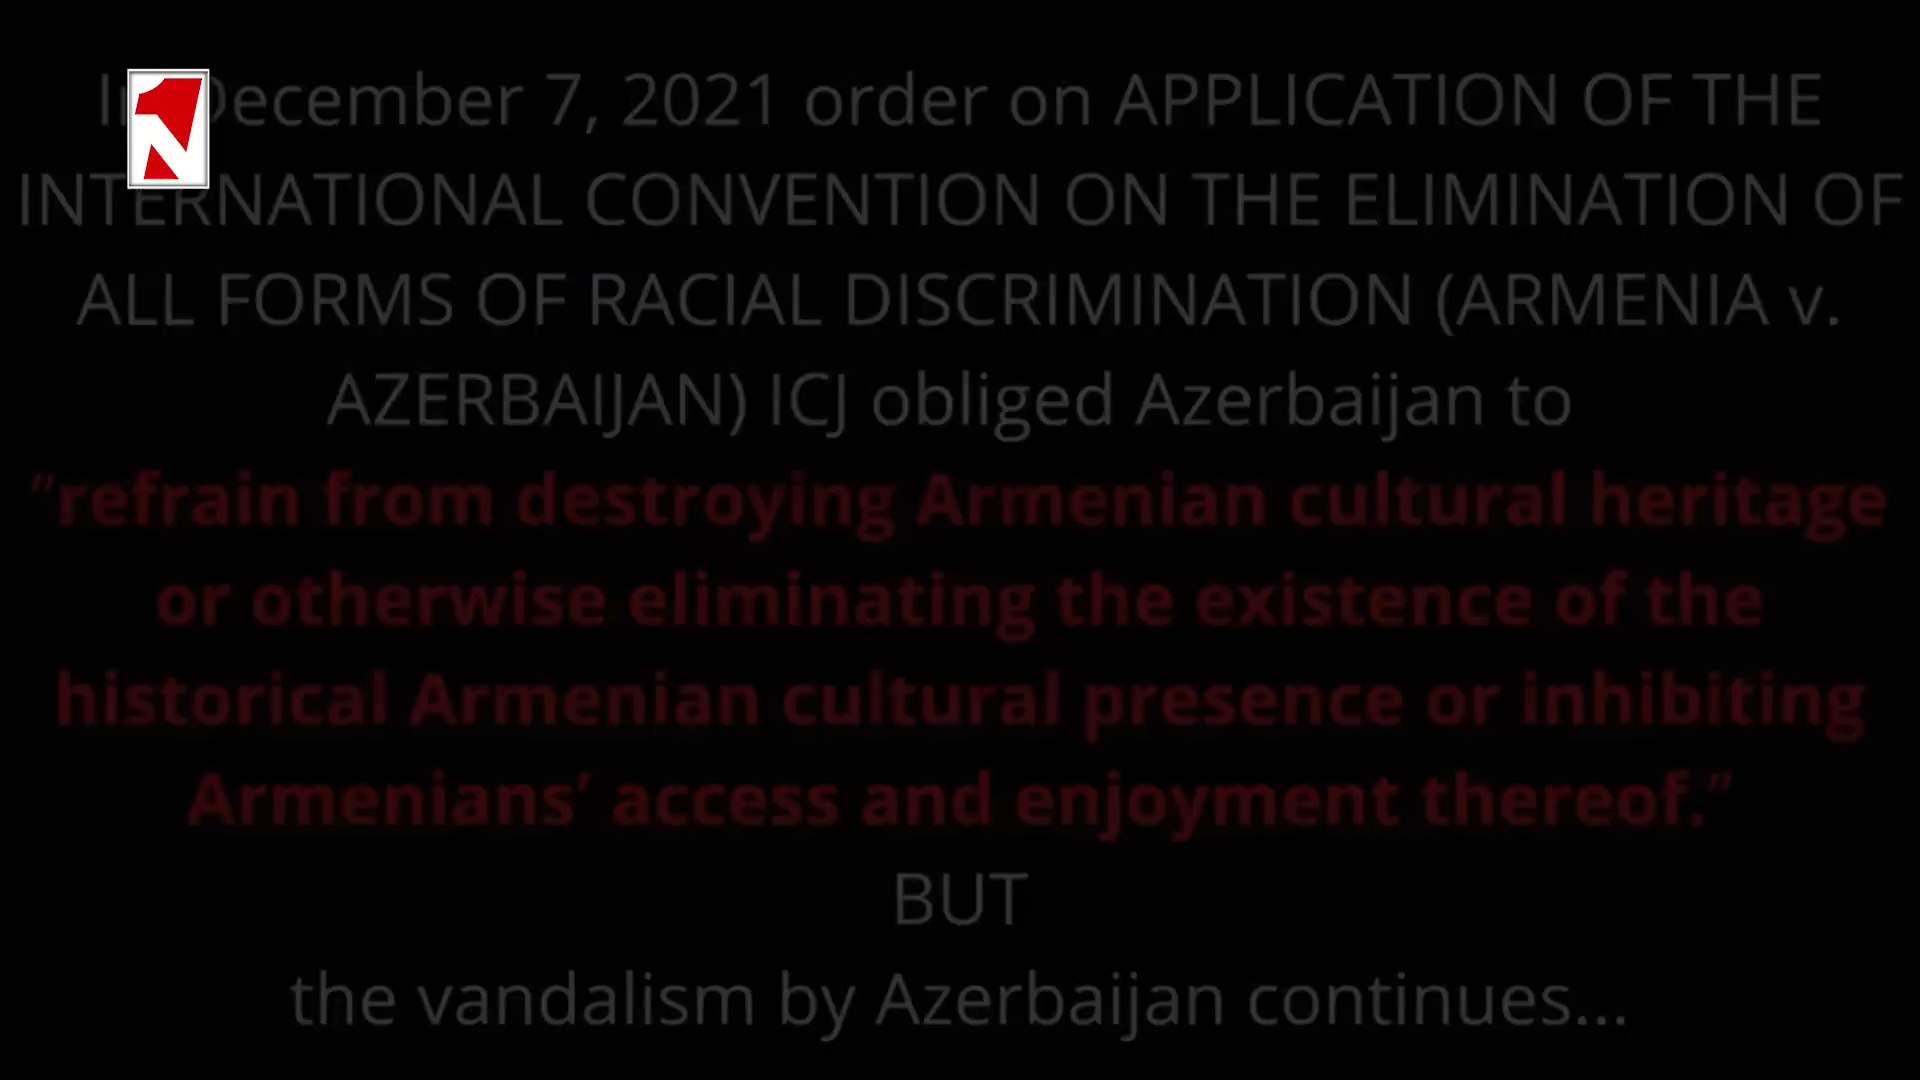 In December 7, 2021 order on APPLICATION OF THE
INTERNATIONAL CONVENTION ON THE ELIMINATION OF
ALL FORMS OF RACIAL DISCRIMINATION (ARMENIA v.
AZERBAIJAN) ICJ obliged Azerbaijan to
“refrain from destroying Armenian cultural heritage
or otherwise eliminating the existence of the
historical Armenian cultural presence or inhibiting
Armenians’ access and enjoyment thereof.”
BUT
the vandalism by Azerbaijan continues...
1N